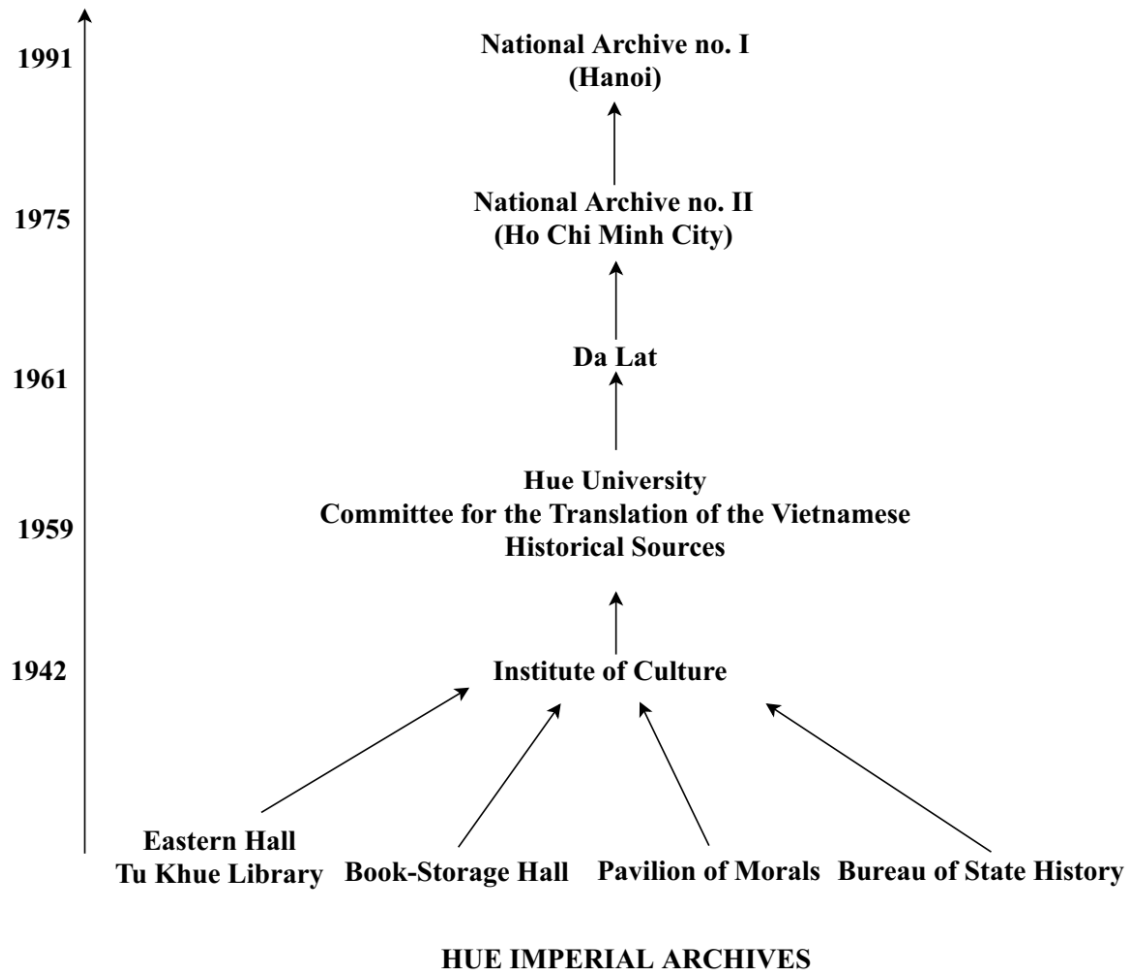 1991
National Archive no. I
(Hanoi)
1975
National Archive no. II
(Ho Chi Minh City)
1961
Da Lat
1959
Hue University
Committee for the Translation of the Vietnamese
Historical Sources
1942
Institute of Culture
Eastern Hall
Tu Khue Library
Book-Storage Hall
Pavilion of Morals
Bureau of State History
HUE IMPERIAL ARCHIVES